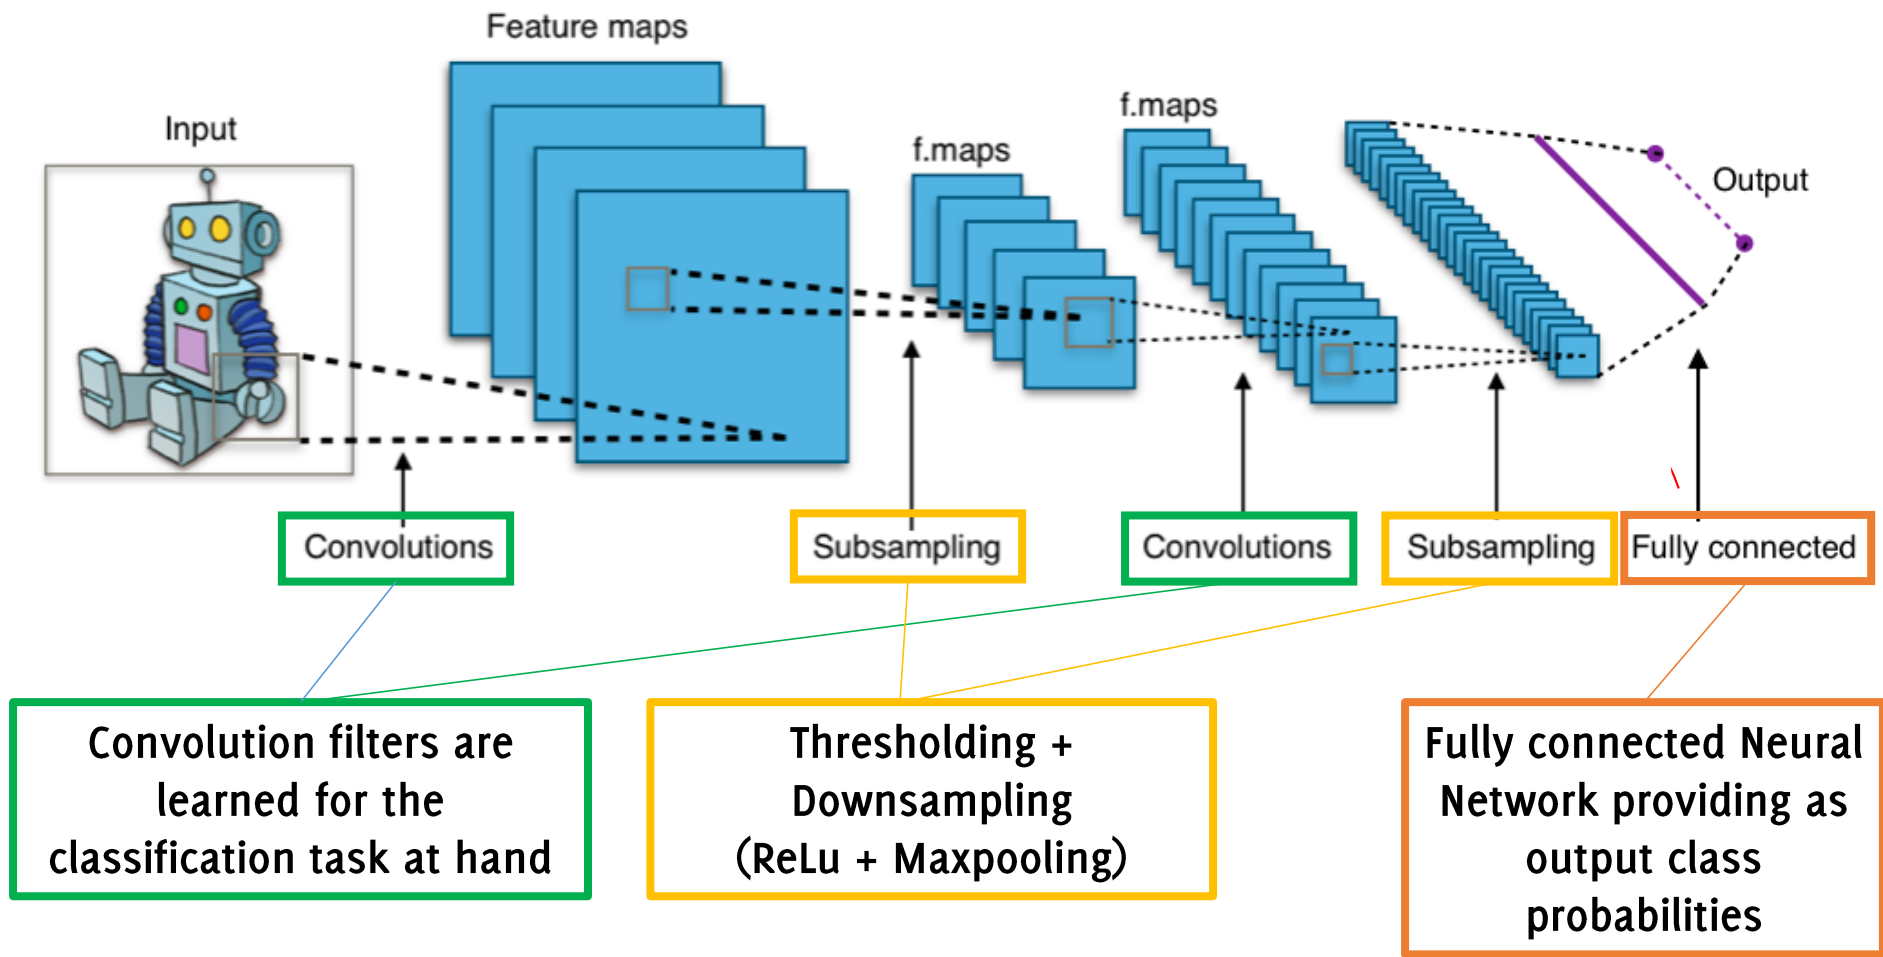 Feature maps
Input
f.maps
f.maps
Output
Convolutions
Subsampling
Convolutions
Subsampling
Fully connected
Convolution filters are
learned for the
classification task at hand
Thresholding +
Downsampling
(ReLu + Maxpooling)
Fully connected Neural
Network providing as
output class
probabilities